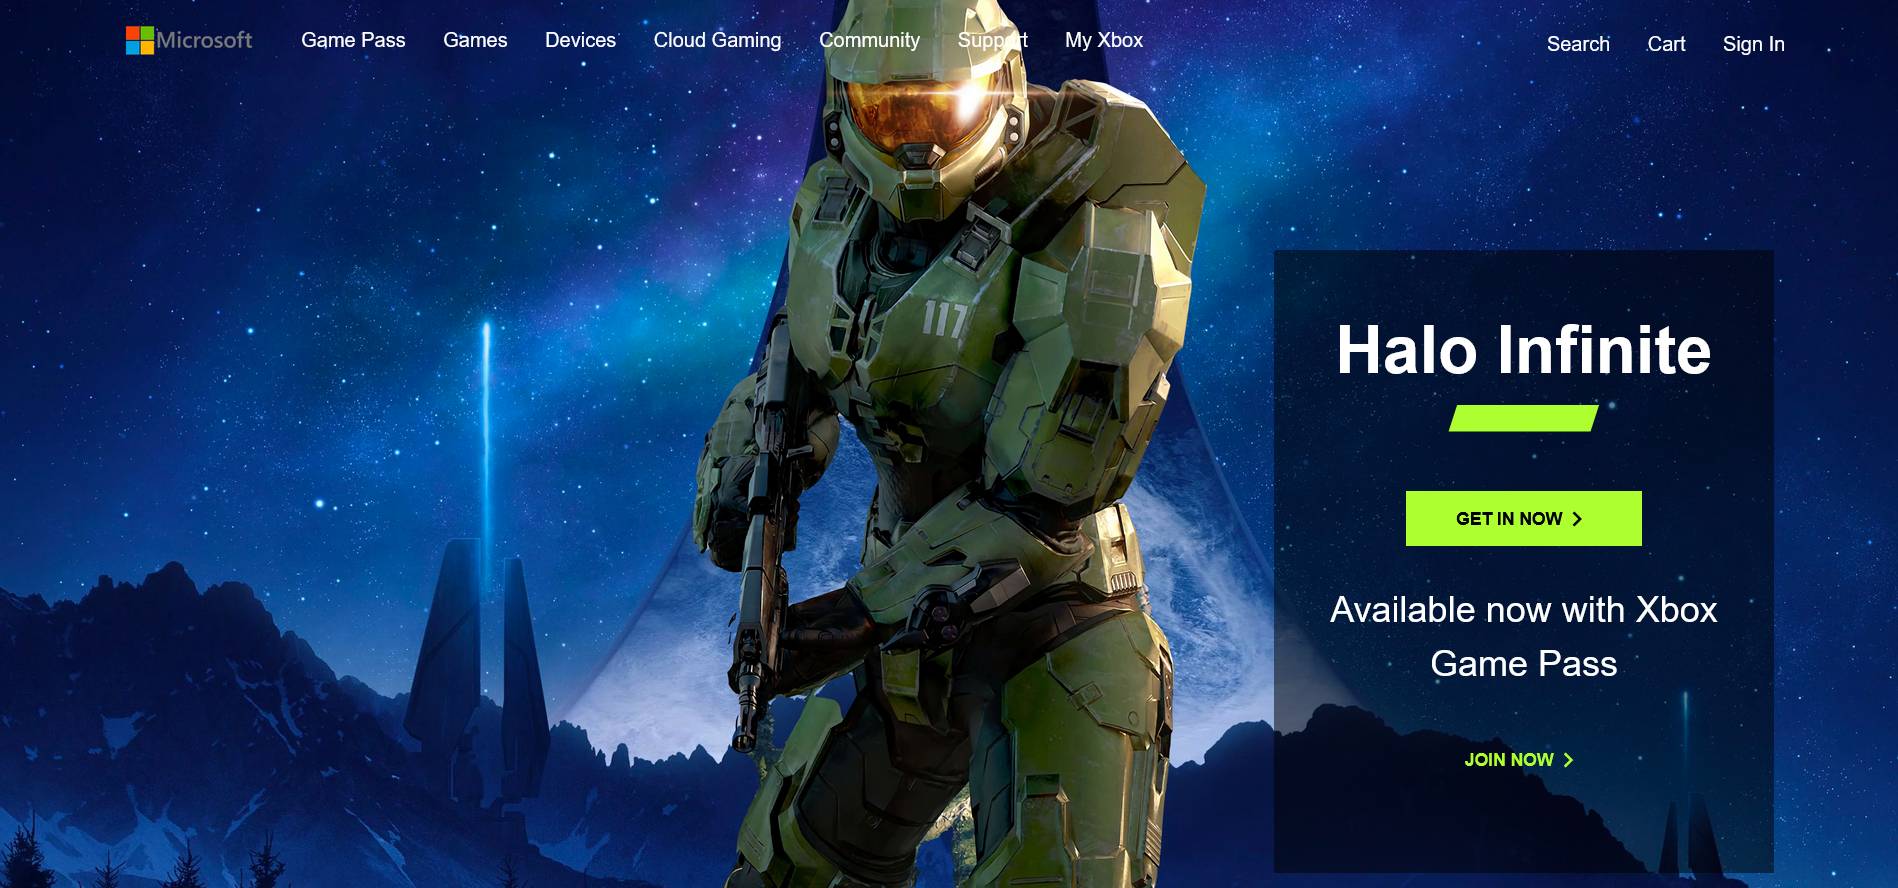 Microsoft Game Pass Games Devices Cloud Gaming Community Support My Xbox Search Cart Sign In
117
Halo Infinite
GET IN NOW
Available now with Xbox
Game Pass
JOIN NOW